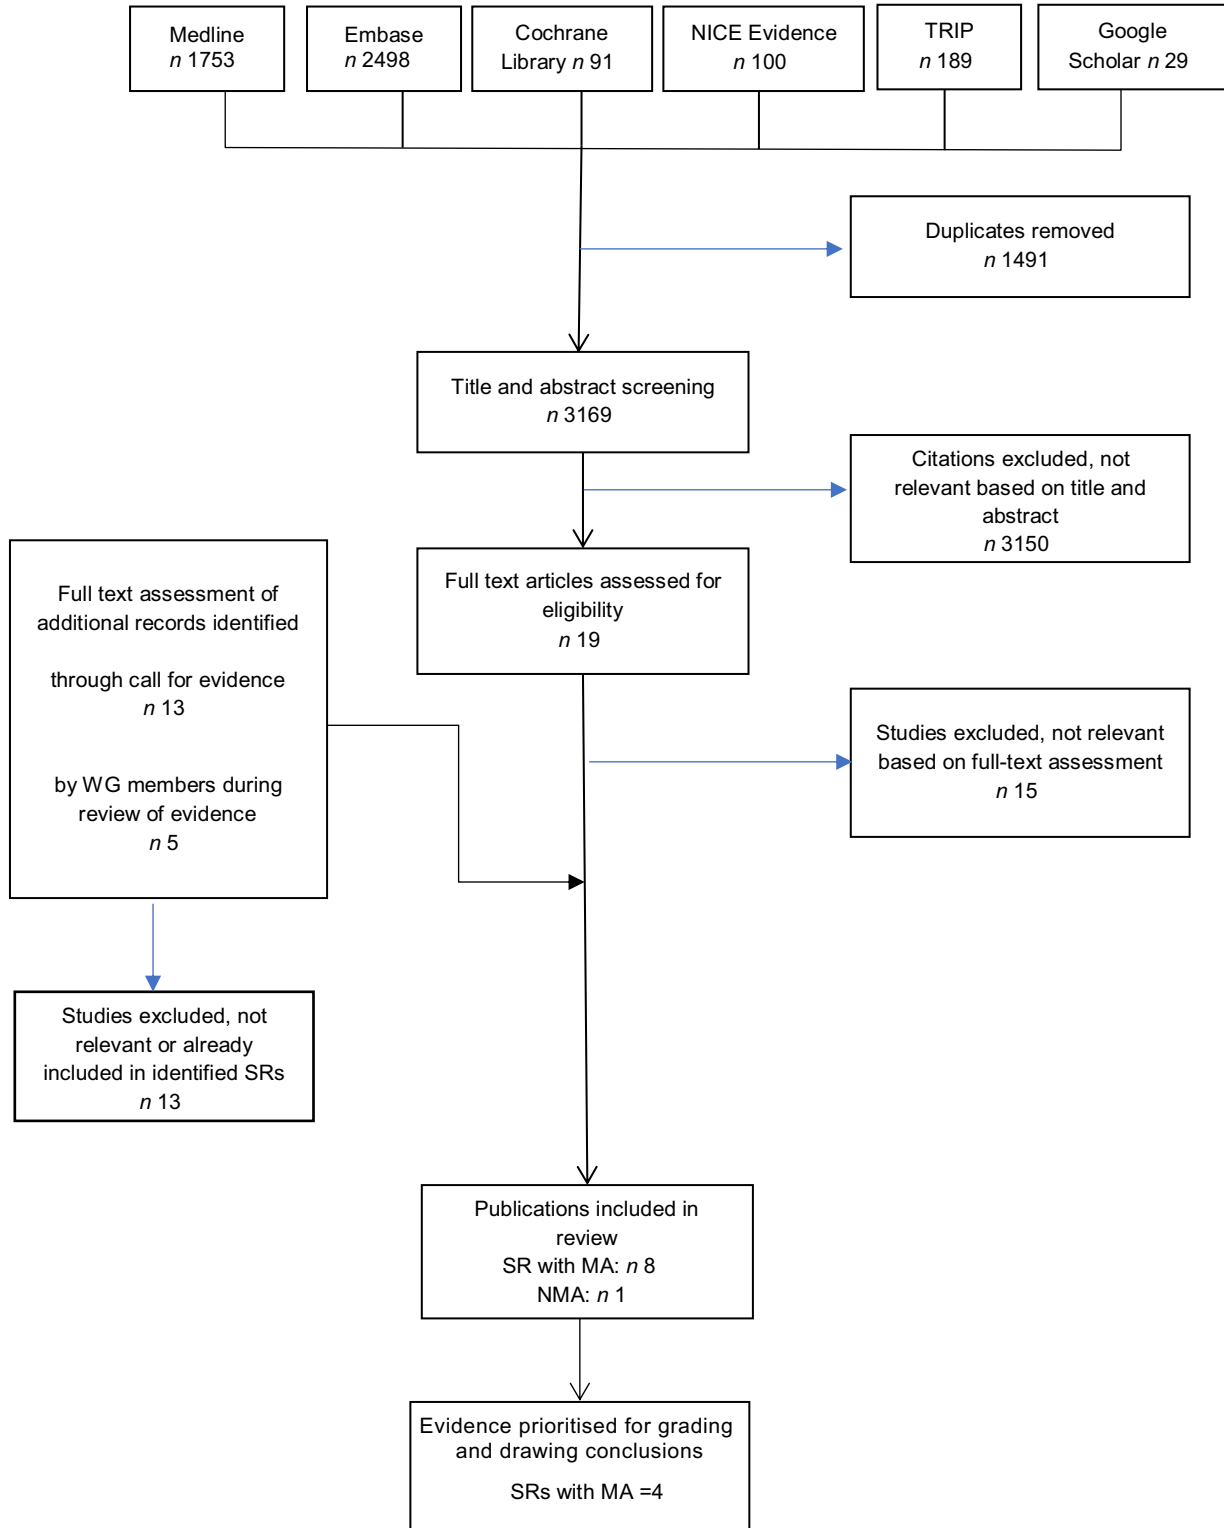 Medline
n 1753
Embase
n 2498
Cochrane
Library n 91
NICE Evidence
n 100
TRIP
n 189
Google
Scholar n 29
Duplicates removed
n 1491
Title and abstract screening
n 3169
Citations excluded, not
relevant based on title and
abstract
n 3150
Full text articles assessed for
eligibility
n 19
Full text assessment of
additional records identified
through call for evidence
n 13
by WG members during
review of evidence
n 5
Studies excluded, not relevant
based on full-text assessment
n 15
Studies excluded, not
relevant or already
included in identified SRs
n 13
Publications included in
review
SR with MA: n 8
NMA: n 1
Evidence prioritised for grading
and drawing conclusions
SRs with MA =4